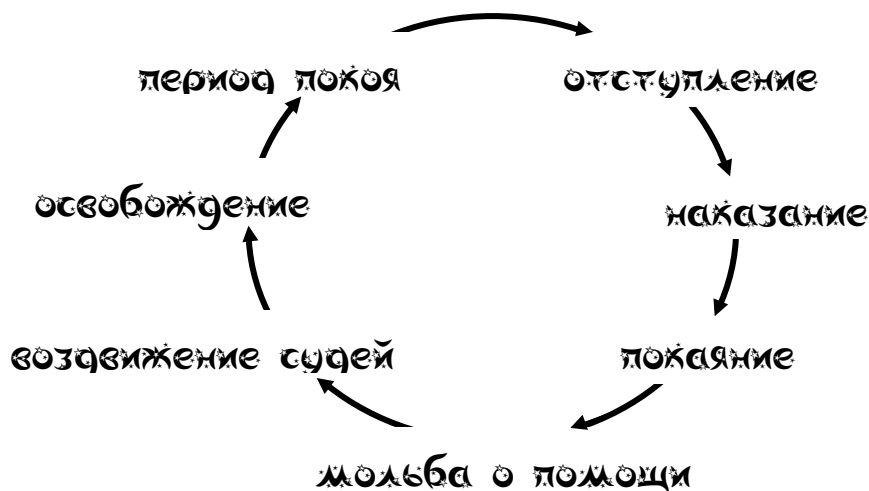 период покоя
отступление
освобождение
наказание
воздвижение судей
покаяние
мольба о помощи